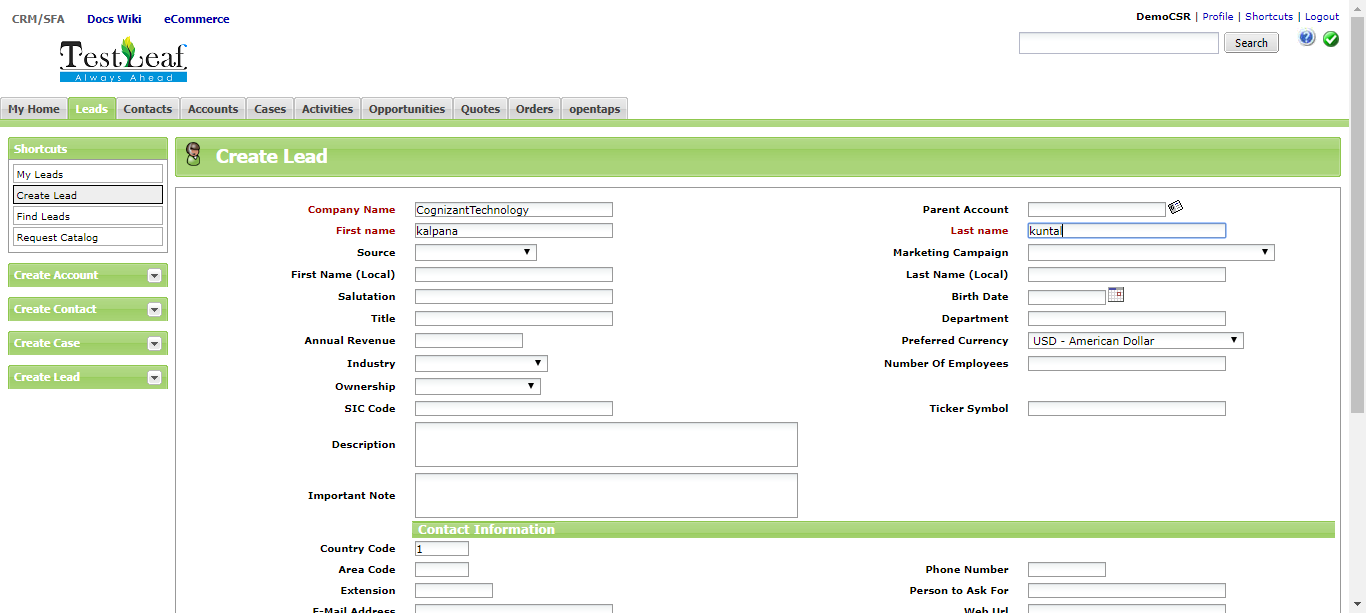 CRM/SFA Docs Wiki eCommerce
DemoCSR | Profile | Shortcuts | Logout
TestLeaf
Always Ahead
Search
My Home Leads Contacts Accounts Cases Activities Opportunities Quotes Orders opentaps
Shortcuts
My Leads
Create Lead
Find Leads
Request Catalog
Create Account
Create Contact
Create Case
Create Lead
Create Lead
Company Name CognizantTechnology Parent Account
First name kalpana Last name kuntal
Source Marketing Campaign
First Name (Local) Last Name (Local)
Salutation Birth Date
Title Department
Annual Revenue Preferred Currency USD - American Dollar
Industry Number Of Employees
Ownership
SIC Code Ticker Symbol
Description
Important Note
Contact Information
Country Code 1
Area Code Phone Number
Extension Person to Ask For
E-Mail Address Web Url